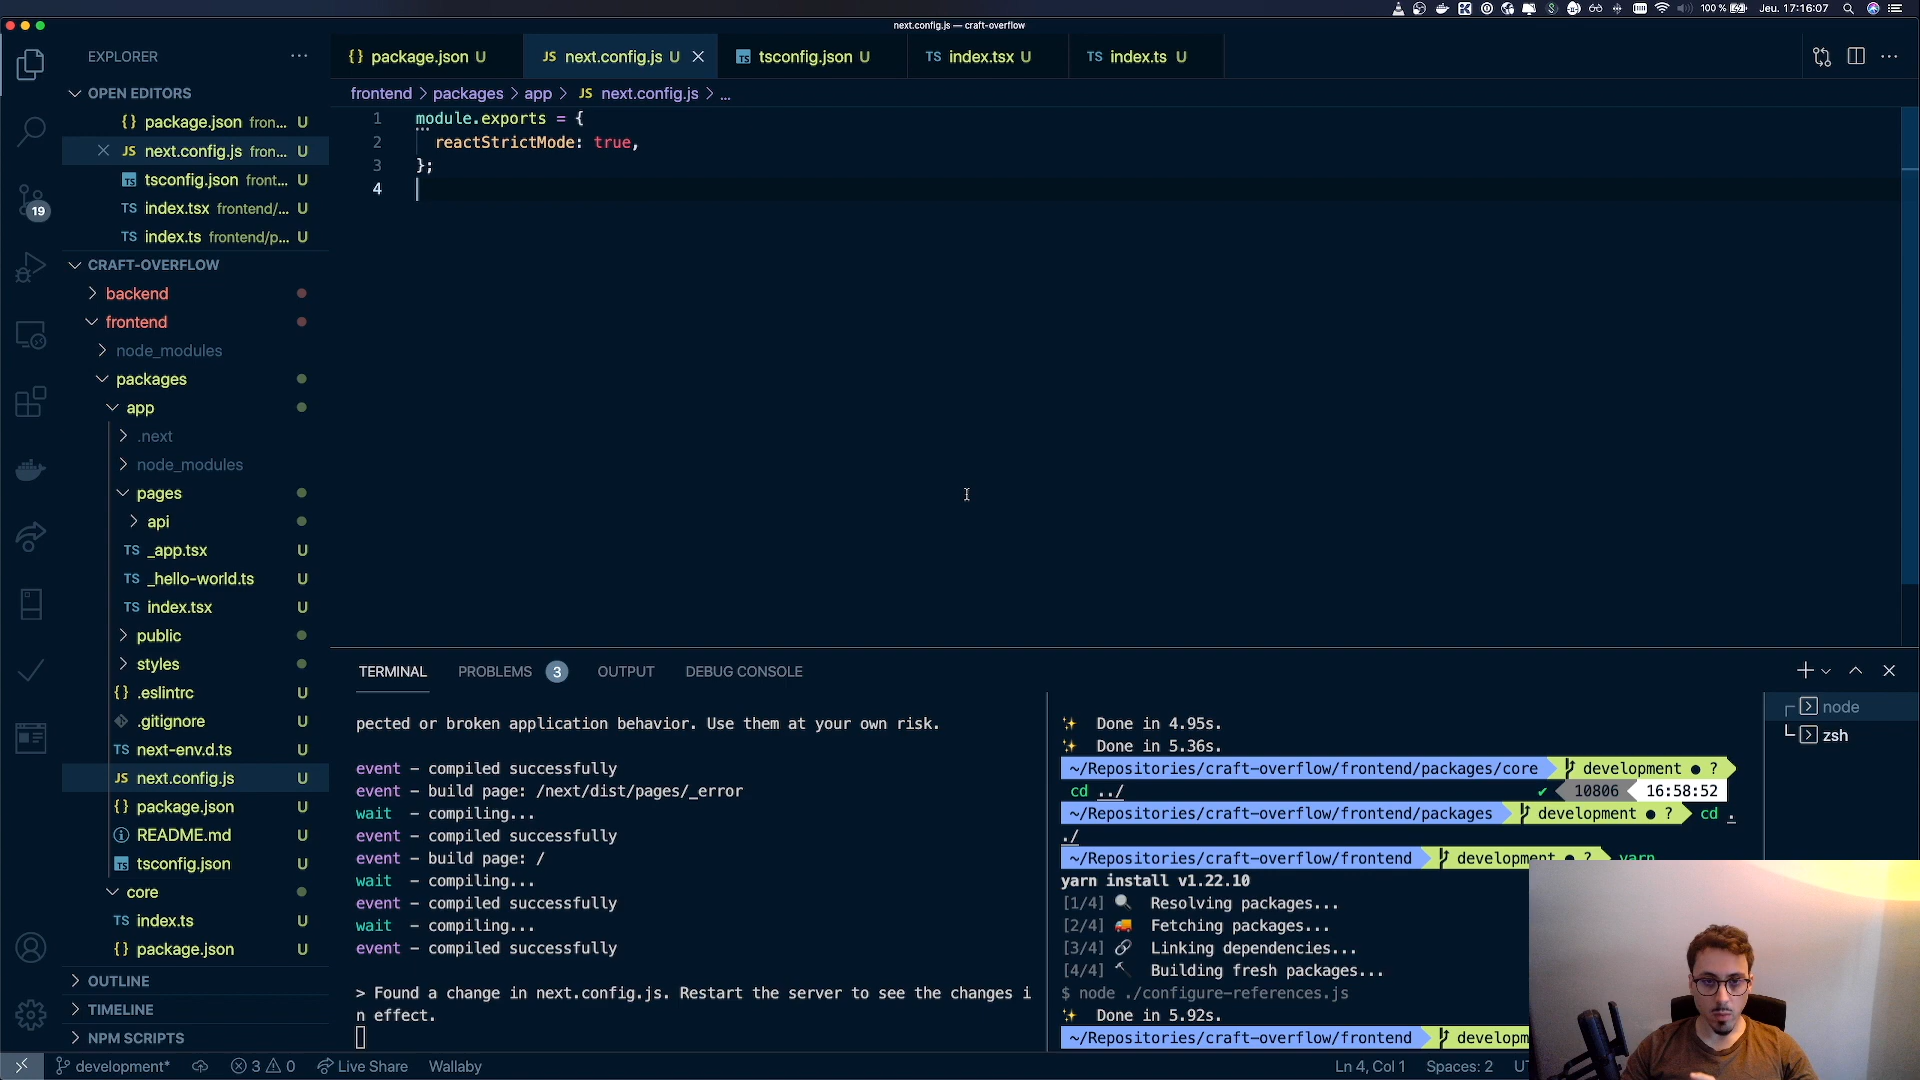 100 %
Jeu. 17:16:07
next.config.js — craft-overflow
EXPLORER
package.json U
next.config.js U
tsconfig.json U
index.tsx U
index.ts U
OPEN EDITORS
package.json fron... U
next.config.js fron... U
tsconfig.json front... U
index.tsx frontend/... U
index.ts frontend/p... U
CRAFT-OVERFLOW
backend
frontend
node_modules
packages
app
.next
node_modules
pages
api
_app.tsx U
_hello-world.ts U
index.tsx U
public
styles
.eslintrc U
.gitignore U
next-env.d.ts U
next.config.js U
package.json U
README.md U
tsconfig.json U
core
index.ts U
package.json U
OUTLINE
TIMELINE
NPM SCRIPTS
19
frontend > packages > app > JS next.config.js > ...
1 module.exports = {
2 reactStrictMode: true,
3 };
4
TERMINAL PROBLEMS 3 OUTPUT DEBUG CONSOLE
pected or broken application behavior. Use them at your own risk.
event - compiled successfully
event - build page: /next/dist/pages/_error
wait - compiling...
event - compiled successfully
event - build page: /
wait - compiling...
event - compiled successfully
wait - compiling...
event - compiled successfully
> Found a change in next.config.js. Restart the server to see the changes i
n effect.
✨ Done in 4.95s.
✨ Done in 5.36s.
~/Repositories/craft-overflow/frontend/packages/core development ● ?
cd ../ ✔ 10806 16:58:52
~/Repositories/craft-overflow/frontend/packages development ● ? cd .
./
~/Repositories/craft-overflow/frontend development ● ? yarn
yarn install v1.22.10
[1/4] 🔍 Resolving packages...
[2/4] 🚚 Fetching packages...
[3/4] 🔗 Linking dependencies...
[4/4] 🔨 Building fresh packages...
$ node ./configure-references.js
✨ Done in 5.92s.
~/Repositories/craft-overflow/frontend developm
node
zsh
development* 3 0 Live Share Wallaby
Ln 4, Col 1 Spaces: 2